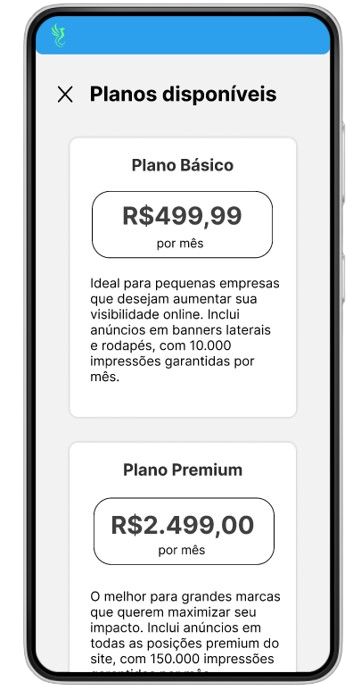 Planos disponíveis
Plano Básico
R$499,99
por mês
Ideal para pequenas empresas
que desejam aumentar sua
visibilidade online. Inclui
anúncios em banners laterais
e rodapés, com 10.000
impressões garantidas por
mês.
Plano Premium
R$2.499,00
por mês
O melhor para grandes marcas
que querem maximizar seu
impacto. Inclui anúncios em
todas as posições premium do
site, com 150.000 impressões